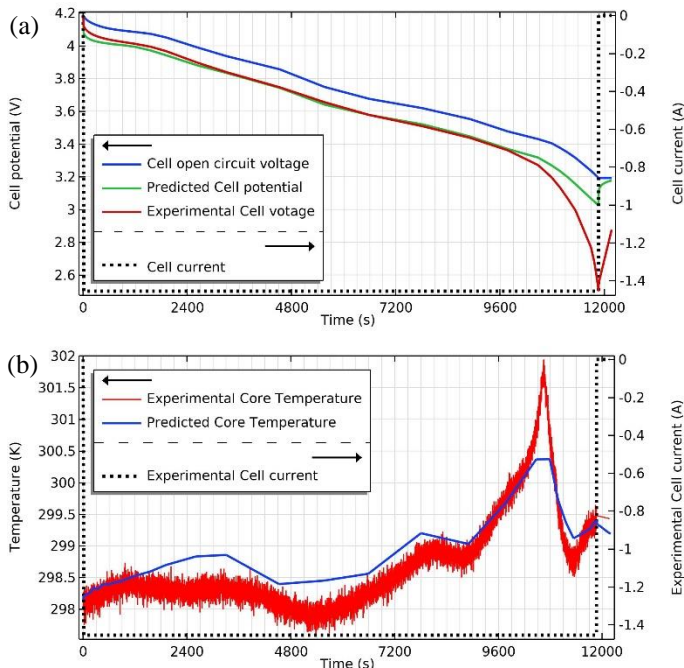 (a)
4.2
4
3.8
3.6
3.4
3.2
3
2.8
2.6
Cell potential (V)
0
-0.2
-0.4
-0.6
-0.8
-1
-1.2
-1.4
Cell current (A)
Cell open circuit voltage
Predicted Cell potential
Experimental Cell votage
Cell current
0 2400 4800 7200 9600 12000
Time (s)
(b)
302
301.5
301
300.5
300
299.5
299
298.5
298
Temperature (K)
0
-0.2
-0.4
-0.6
-0.8
-1
-1.2
-1.4
Experimental Cell current (A)
Experimental Core Temperature
Predicted Core Temperature
Experimental Cell current
0 2400 4800 7200 9600 12000
Time (s)